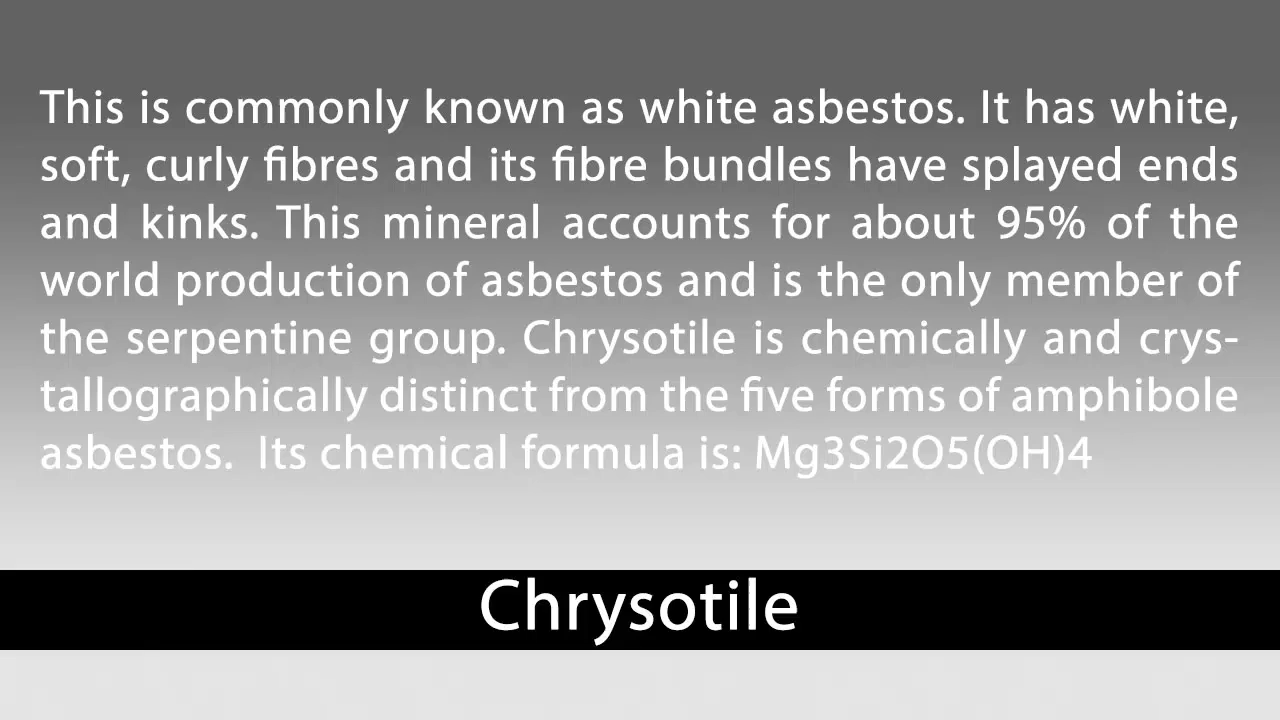 This is commonly known as white asbestos. It has white,
soft, curly fibres and its fibre bundles have splayed ends
and kinks. This mineral accounts for about 95% of the
world production of asbestos and is the only member of
the serpentine group. Chrysotile is chemically and crys-
tallographically distinct from the five forms of amphibole
asbestos.  Its chemical formula is: Mg3Si2O5(OH)4
Chrysotile